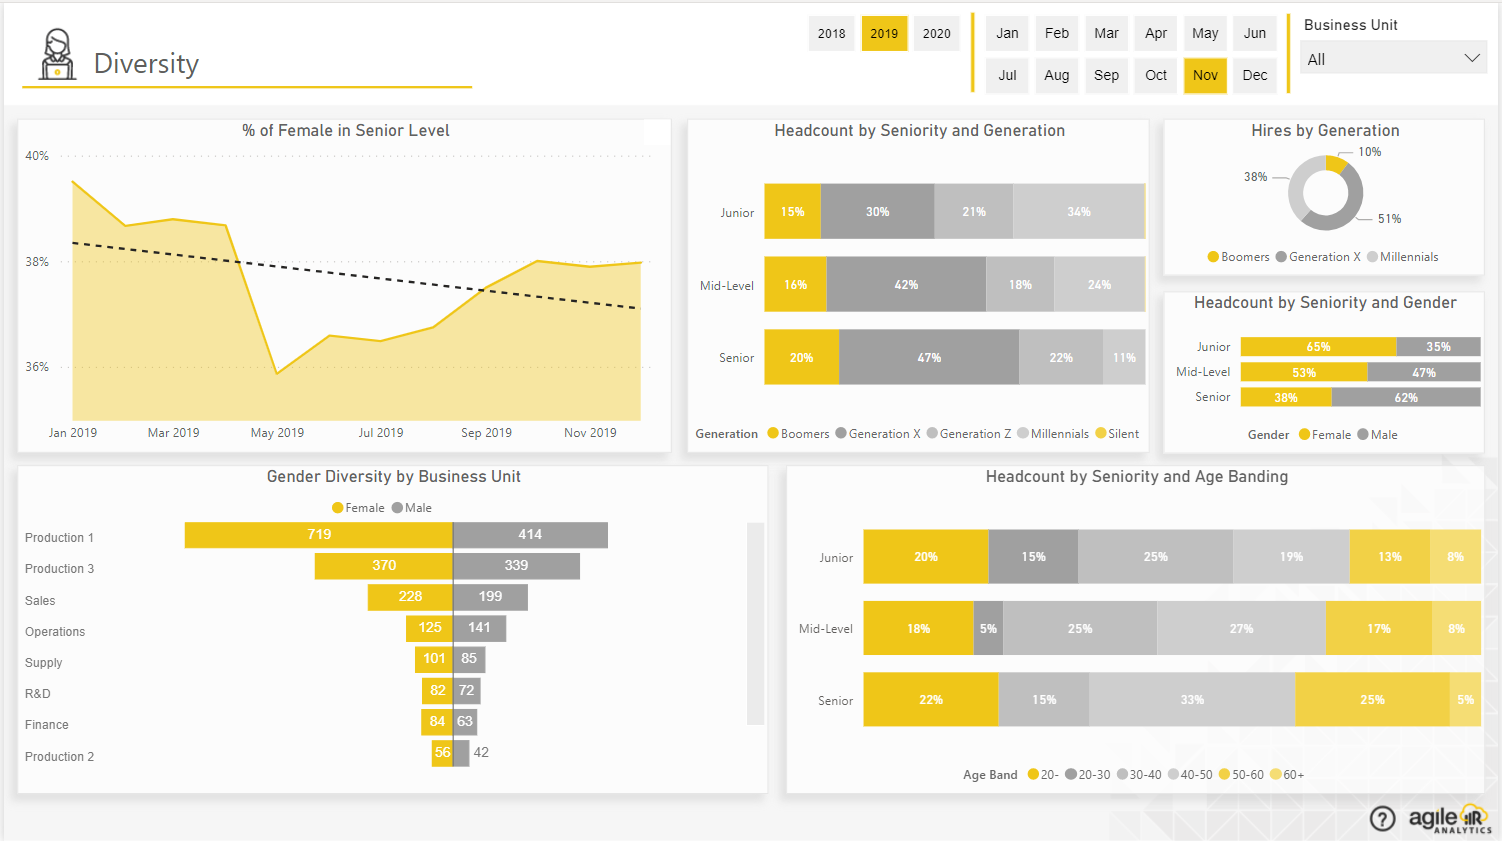 Diversity
2018 2019 2020
Jan Feb Mar Apr May Jun
Jul Aug Sep Oct Nov Dec
Business Unit
All
% of Female in Senior Level
40%
38%
36%
Jan 2019 Mar 2019 May 2019 Jul 2019 Sep 2019 Nov 2019
Headcount by Seniority and Generation
Junior 15% 30% 21% 34%
Mid-Level 16% 42% 18% 24%
Senior 20% 47% 22% 11%
Generation Boomers Generation X Generation Z Millennials Silent
Hires by Generation
10%
38%
51%
Boomers Generation X Millennials
Headcount by Seniority and Gender
Junior 65% 35%
Mid-Level 53% 47%
Senior 38% 62%
Gender Female Male
Gender Diversity by Business Unit
Female Male
Production 1 719 414
Production 3 370 339
Sales 228 199
Operations 125 141
Supply 101 85
R&D 82 72
Finance 84 63
Production 2 56 42
Headcount by Seniority and Age Banding
Junior 20% 15% 25% 19% 13% 8%
Mid-Level 18% 5% 25% 27% 17% 8%
Senior 22% 15% 33% 25% 5%
Age Band 20- 20-30 30-40 40-50 50-60 60+
? agile HR
ANALYTICS